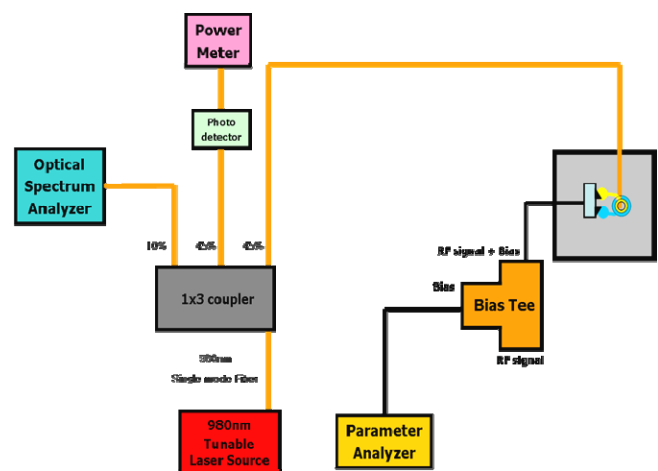 Power
Meter
Photo
detector
Optical
Spectrum
Analyzer
10%
45%
45%
RF signal + Bias
1x3 coupler
Bias
Bias Tee
RF signal
980nm
Single mode Fiber
980nm
Tunable
Laser Source
Parameter
Analyzer